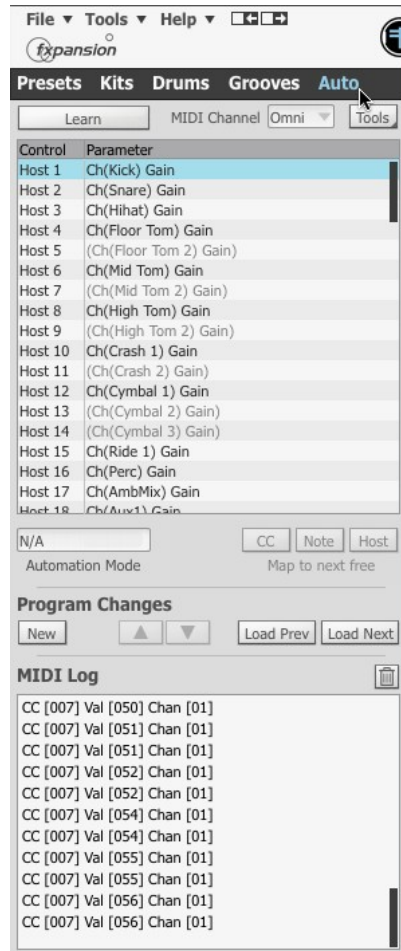 File ▼ Tools ▼ Help ▼
fxpansion
Presets Kits Drums Grooves Auto
Learn MIDI Channel Omni ▼ Tools
Control Parameter
Host 1 Ch(Kick) Gain
Host 2 Ch(Snare) Gain
Host 3 Ch(Hihat) Gain
Host 4 Ch(Floor Tom) Gain
Host 5 (Ch(Floor Tom 2) Gain)
Host 6 Ch(Mid Tom) Gain
Host 7 (Ch(Mid Tom 2) Gain)
Host 8 Ch(High Tom) Gain
Host 9 (Ch(High Tom 2) Gain)
Host 10 Ch(Crash 1) Gain
Host 11 (Ch(Crash 2) Gain)
Host 12 Ch(Cymbal 1) Gain
Host 13 (Ch(Cymbal 2) Gain)
Host 14 (Ch(Cymbal 3) Gain)
Host 15 Ch(Ride 1) Gain
Host 16 Ch(Perc) Gain
Host 17 Ch(AmbMix) Gain
Host 18 Ch(Aux1) Gain
N/A CC Note Host
Automation Mode Map to next free
Program Changes
New ▲ ▼ Load Prev Load Next
MIDI Log
CC [007] Val [050] Chan [01]
CC [007] Val [051] Chan [01]
CC [007] Val [051] Chan [01]
CC [007] Val [052] Chan [01]
CC [007] Val [052] Chan [01]
CC [007] Val [054] Chan [01]
CC [007] Val [054] Chan [01]
CC [007] Val [055] Chan [01]
CC [007] Val [055] Chan [01]
CC [007] Val [056] Chan [01]
CC [007] Val [056] Chan [01]